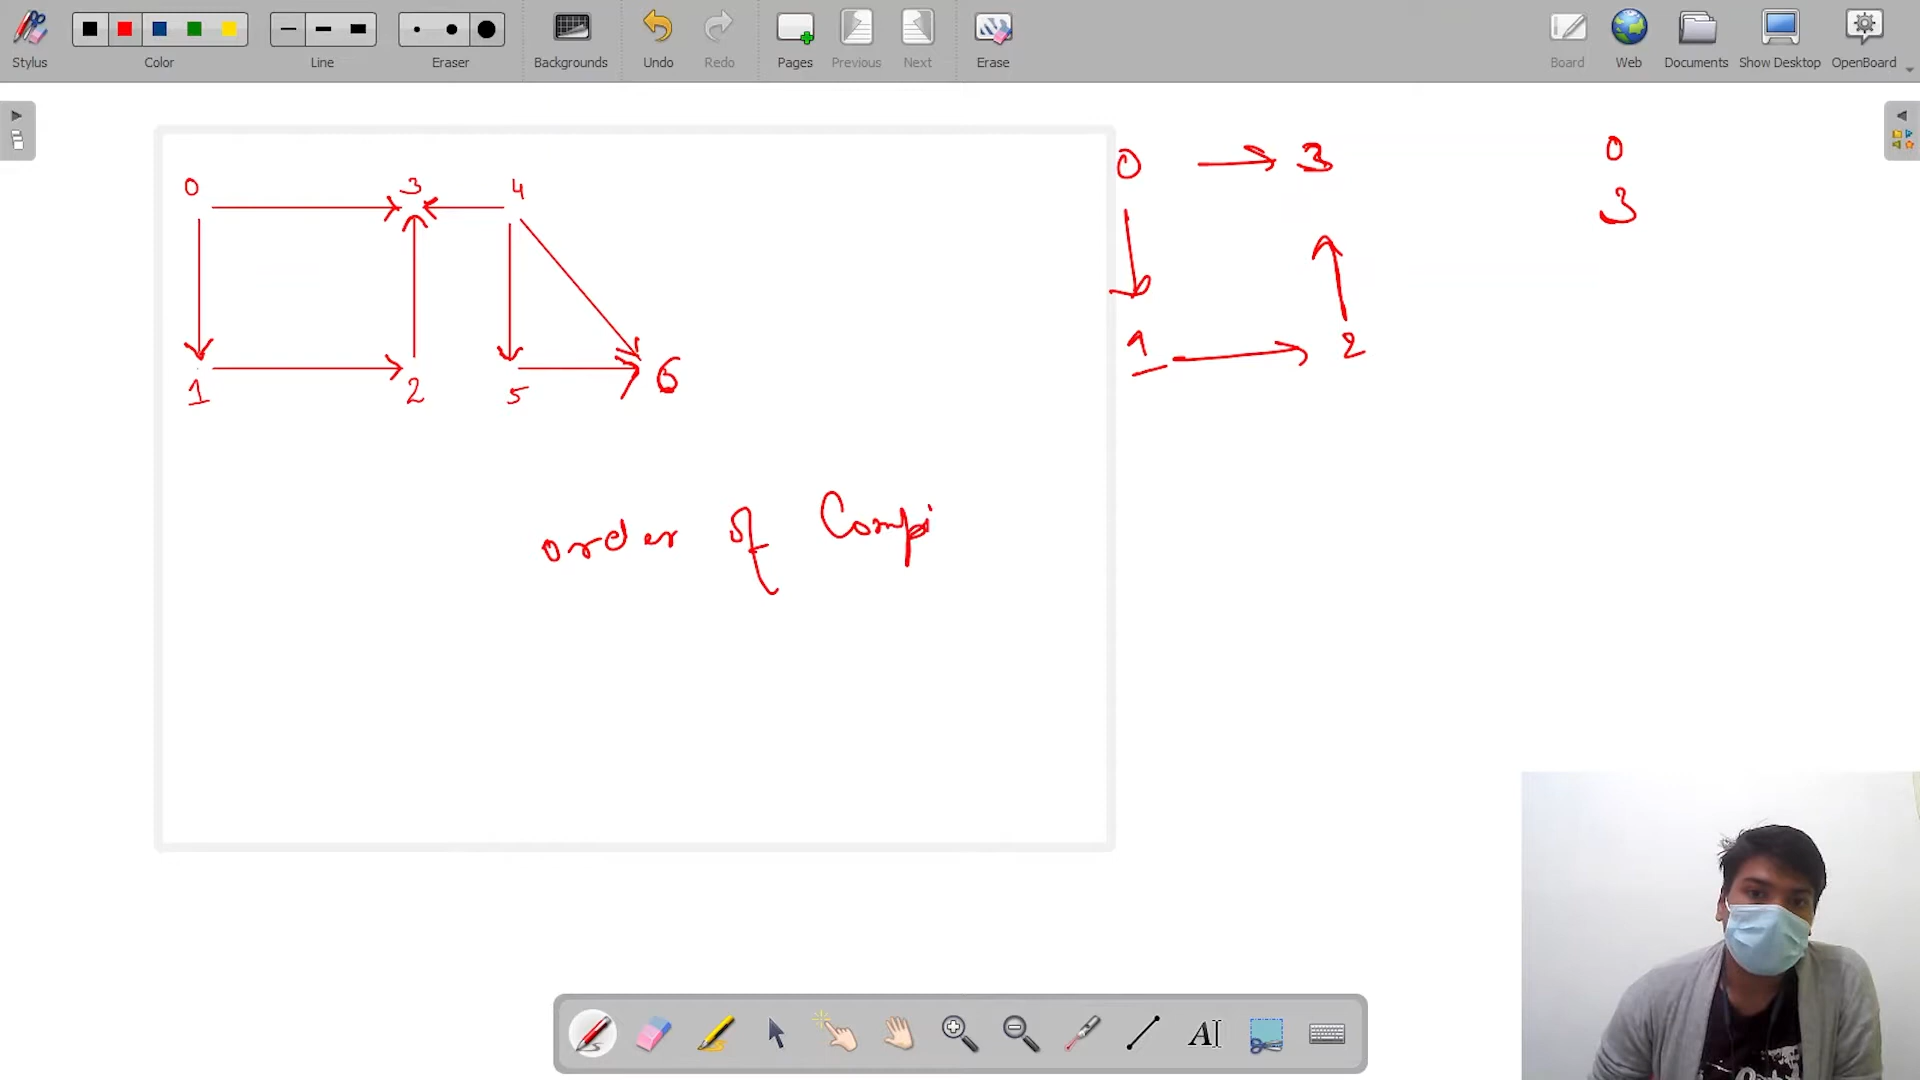 Stylus Color Line Eraser Backgrounds Undo Redo Pages Previous Next Erase Board Web Documents Show Desktop OpenBoard
0 3 4
1 2 5 6
0 3
1 2
0
3
order of Compi